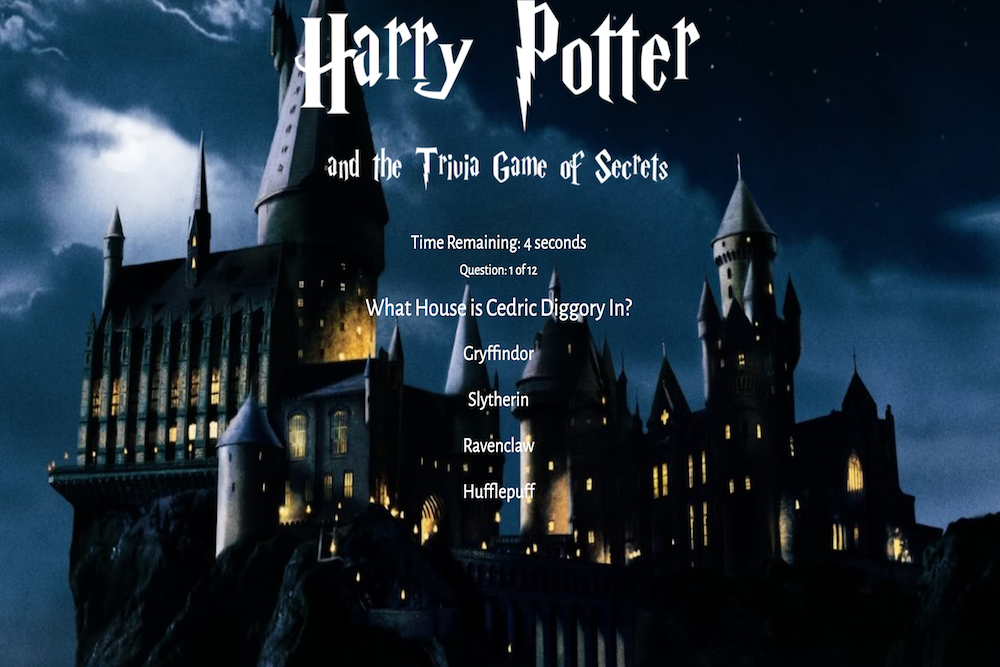 Harry Potter
and the Trivia Game of Secrets
Time Remaining: 4 seconds
Question: 1 of 12
What House is Cedric Diggory In?
Gryffindor
Slytherin
Ravenclaw
Hufflepuff